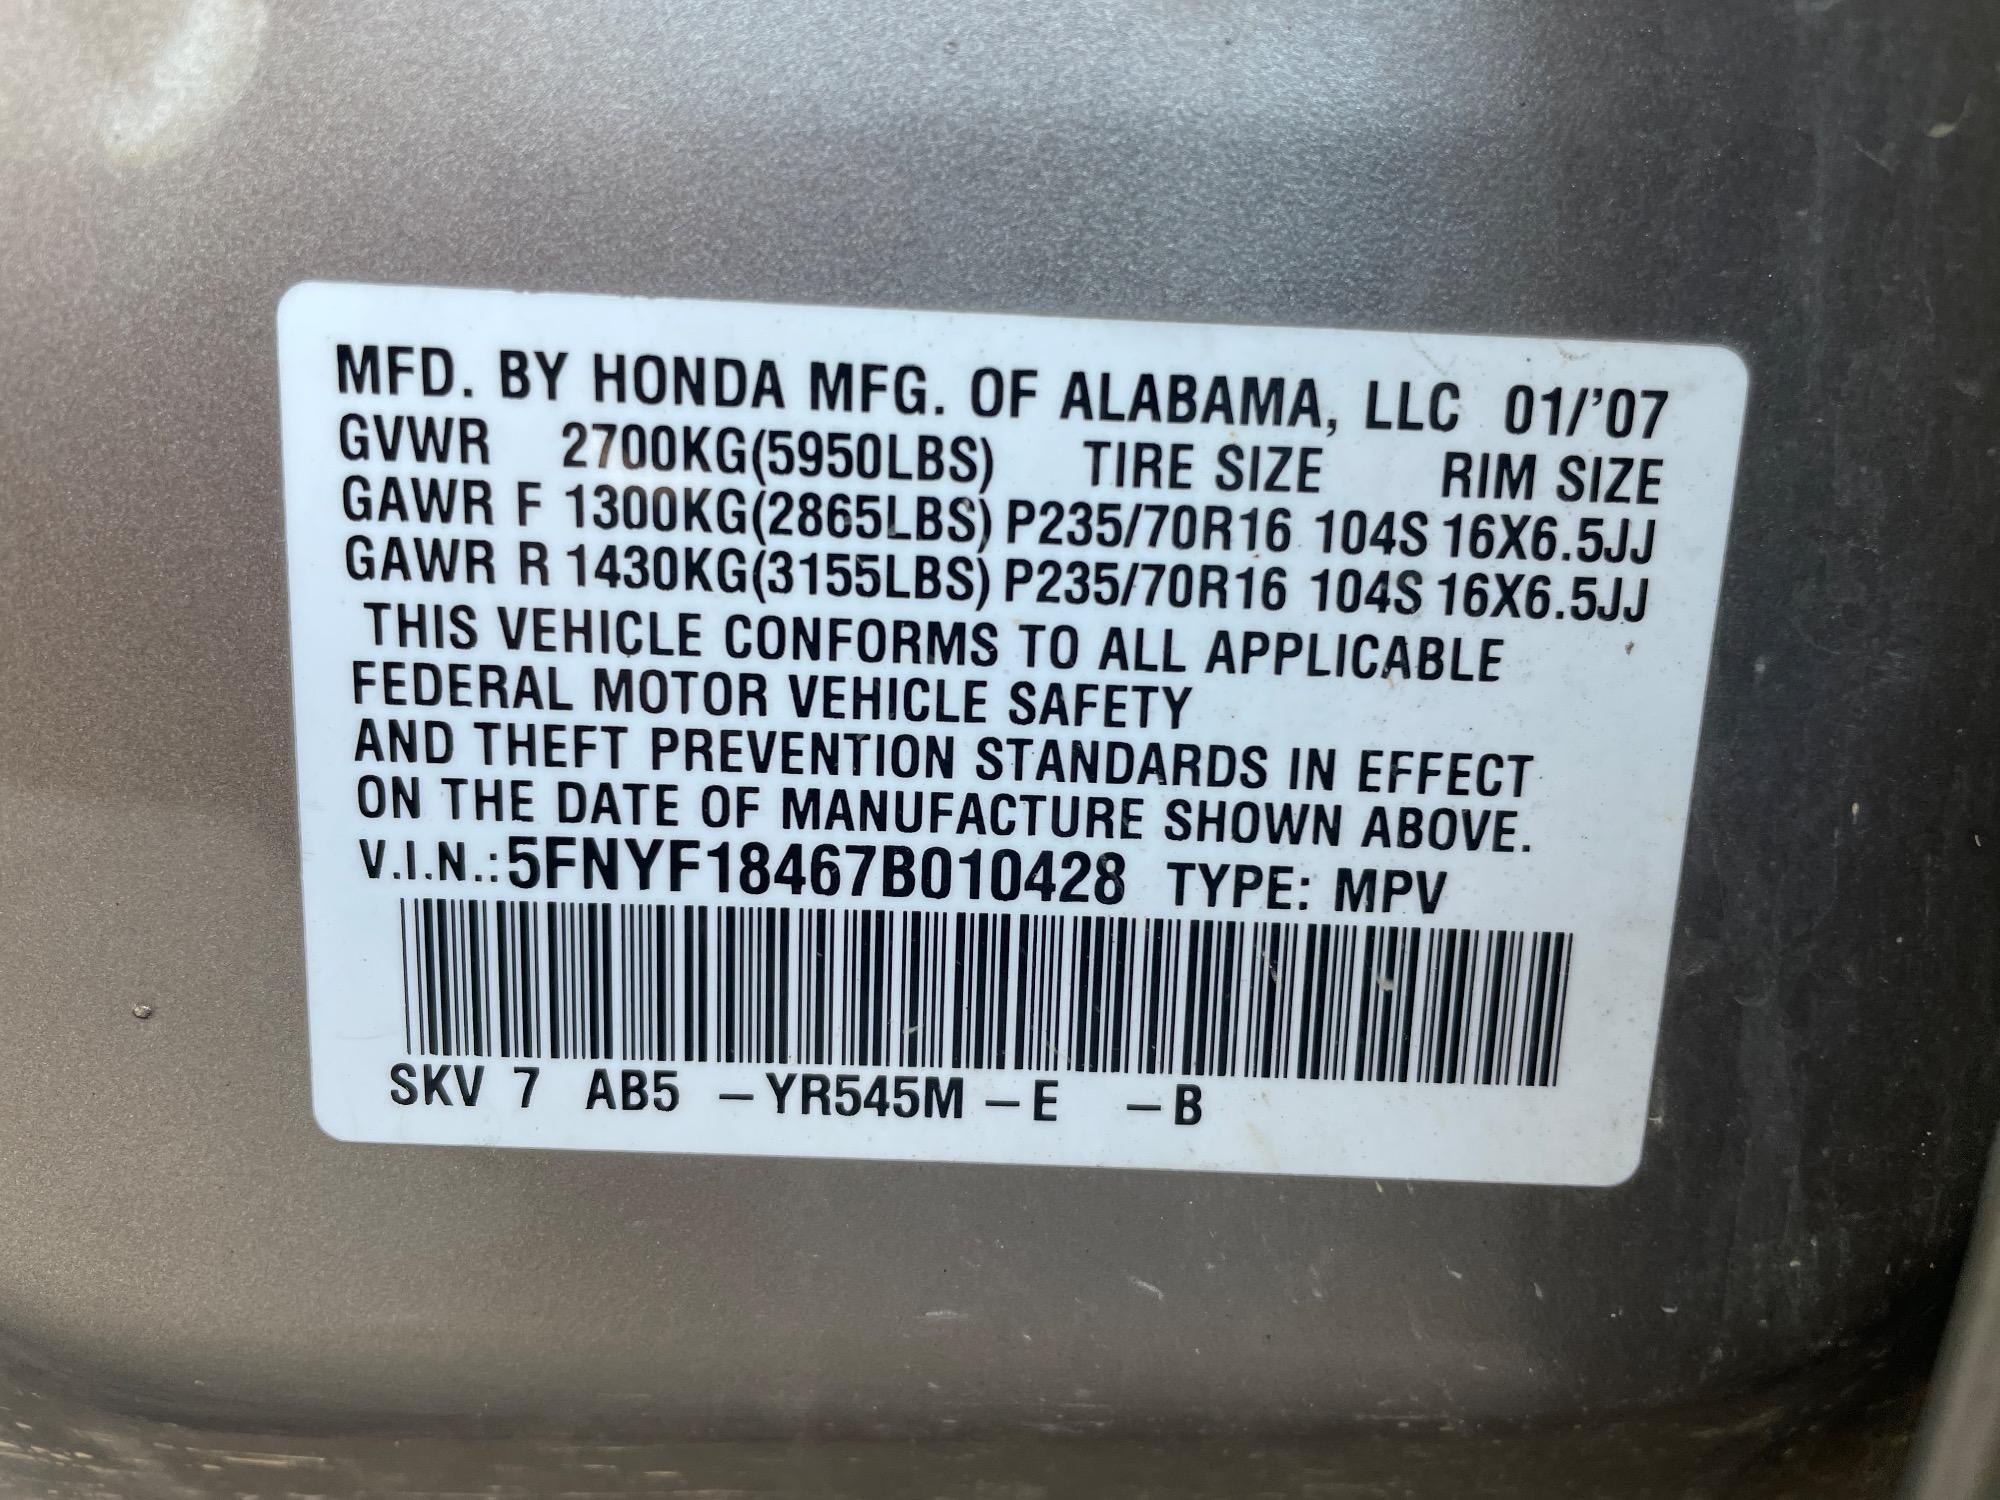 MFD. BY HONDA MFG. OF ALABAMA, LLC 01/'07
GVWR 2700KG(5950LBS) TIRE SIZE RIM SIZE
GAWR F 1300KG(2865LBS) P235/70R16 104S 16X6.5JJ
GAWR R 1430KG(3155LBS) P235/70R16 104S 16X6.5JJ
THIS VEHICLE CONFORMS TO ALL APPLICABLE
FEDERAL MOTOR VEHICLE SAFETY
AND THEFT PREVENTION STANDARDS IN EFFECT
ON THE DATE OF MANUFACTURE SHOWN ABOVE.
V.I.N.: 5FNYF18467B010428 TYPE: MPV
SKV 7 AB5 –YR545M –E –B